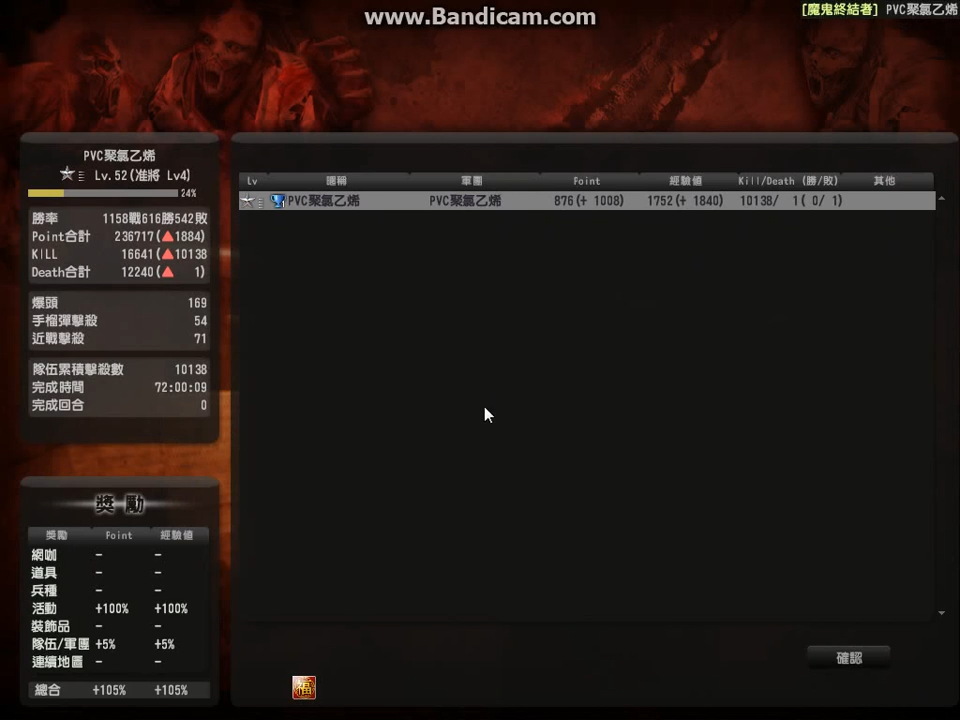 www.Bandicam.com
[魔鬼終結者] PVC聚氯乙烯
PVC聚氯乙烯
Lv.52(准將 Lv4)
24%
勝率 1158戰616勝542敗
Point合計 236717(▲1884)
KILL 16641(▲10138
Death合計 12240(▲ 1)
爆頭 169
手榴彈擊殺 54
近戰擊殺 71
隊伍累積擊殺數 10138
完成時間 72:00:09
完成回合 0
獎勵
獎勵 Point 經驗值
網咖 - -
道具 - -
兵種 - -
活動 +100% +100%
裝飾品 - -
隊伍/軍團 +5% +5%
連續地區 - -
總合 +105% +105%
lv 暱稱 軍團 Point 經驗值 Kill/Death (勝/敗) 其他
PVC聚氯乙烯 PVC聚氯乙烯 876(+ 1008) 1752(+ 1840) 10138/ 1( 0/ 1)
福
確認